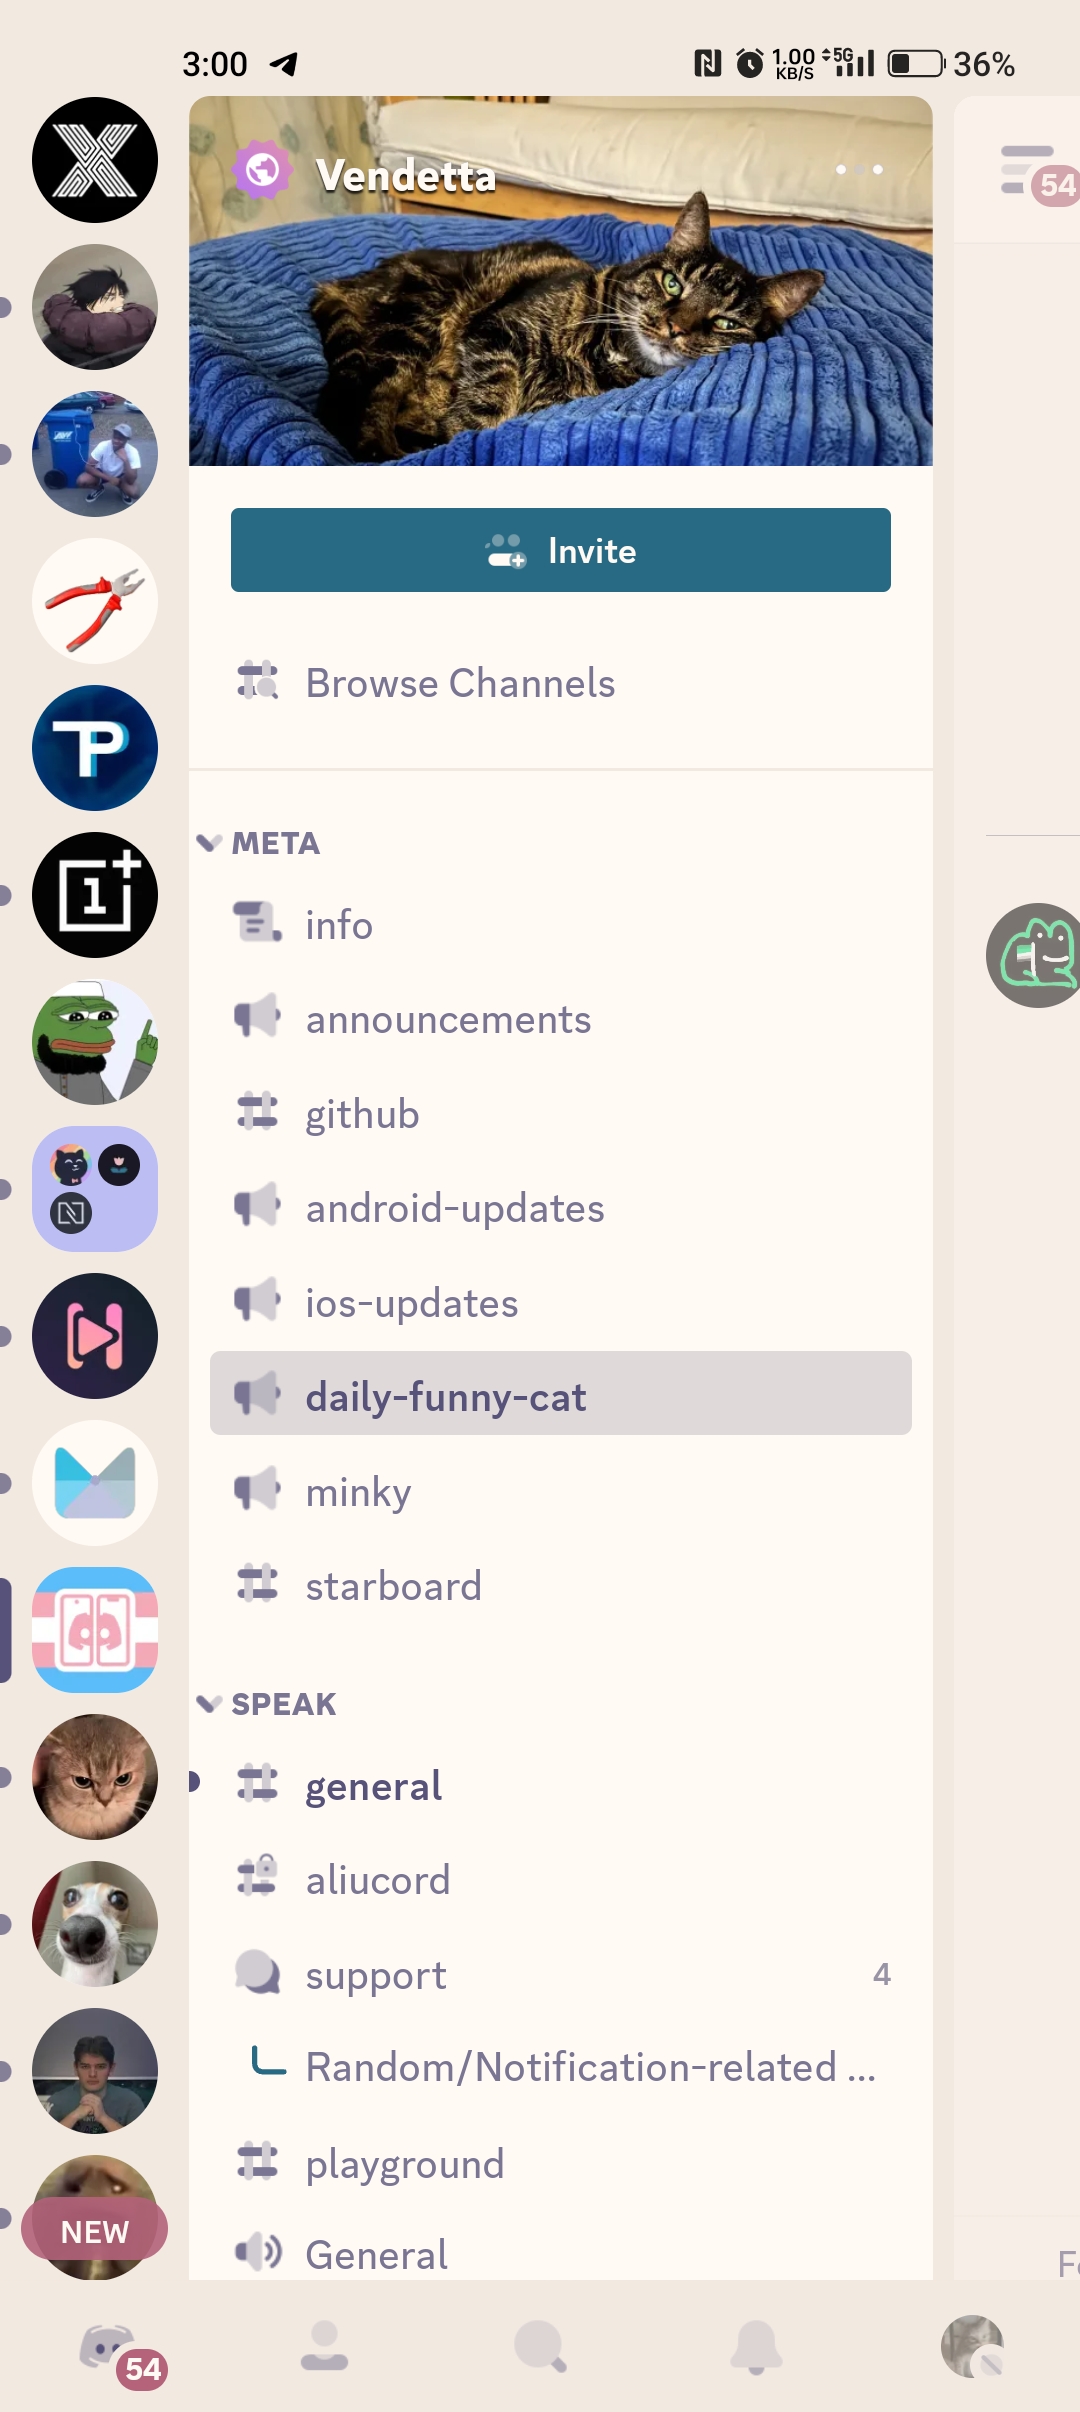 3:00
1.00
KB/S
5G
36%
Vendetta
54
Invite
Browse Channels
META
info
announcements
github
android-updates
ios-updates
daily-funny-cat
minky
starboard
SPEAK
general
aliucord
support
4
Random/Notification-related ...
playground
NEW
General
54